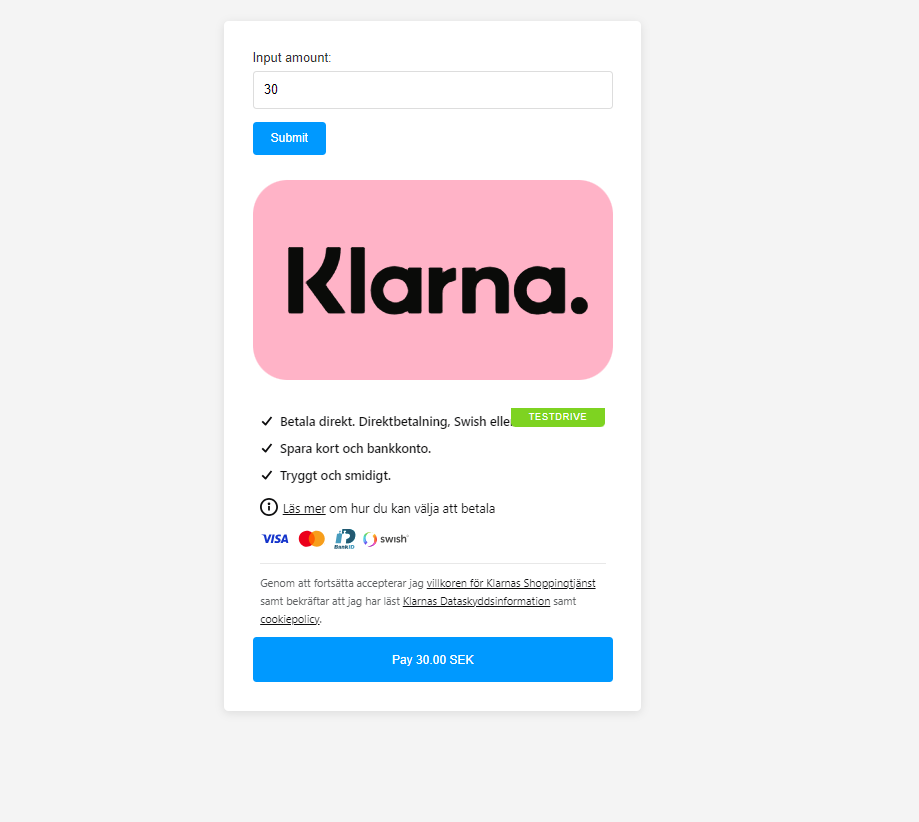 Input amount:
30
Submit
Klarna.
Betala direkt. Direktbetalning, Swish elle
TESTDRIVE
Spara kort och bankkonto.
Tryggt och smidigt.
Läs mer om hur du kan välja att betala
VISA BankID swish
Genom att fortsätta accepterar jag villkoren för Klarnas Shoppingtjänst
samt bekräftar att jag har läst Klarnas Dataskyddsinformation samt
cookiepolicy.
Pay 30.00 SEK